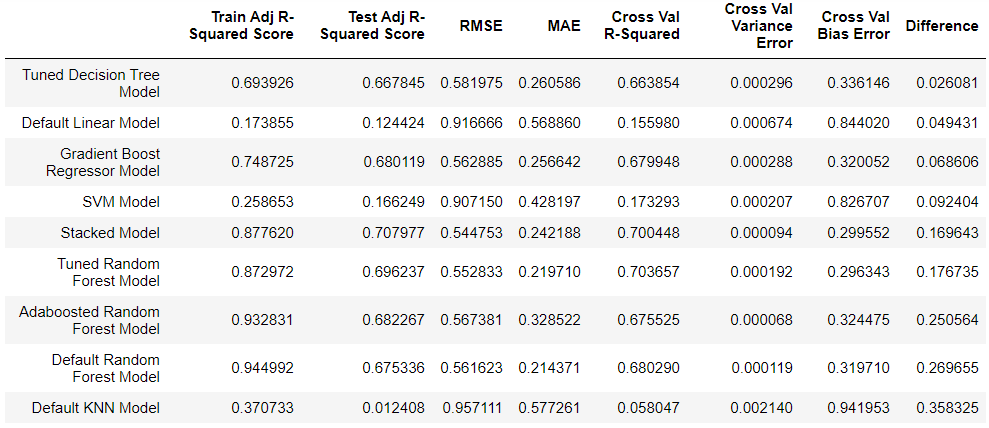 Train Adj R-Squared Score Test Adj R-Squared Score RMSE MAE Cross Val R-Squared Cross Val Variance Error Cross Val Bias Error Difference
Tuned Decision Tree Model 0.693926 0.667845 0.581975 0.260586 0.663854 0.000296 0.336146 0.026081
Default Linear Model 0.173855 0.124424 0.916666 0.568860 0.155980 0.000674 0.844020 0.049431
Gradient Boost Regressor Model 0.748725 0.680119 0.562885 0.256642 0.679948 0.000288 0.320052 0.068606
SVM Model 0.258653 0.166249 0.907150 0.428197 0.173293 0.000207 0.826707 0.092404
Stacked Model 0.877620 0.707977 0.544753 0.242188 0.700448 0.000094 0.299552 0.169643
Tuned Random Forest Model 0.872972 0.696237 0.552833 0.219710 0.703657 0.000192 0.296343 0.176735
Adaboosted Random Forest Model 0.932831 0.682267 0.567381 0.328522 0.675525 0.000068 0.324475 0.250564
Default Random Forest Model 0.944992 0.675336 0.561623 0.214371 0.680290 0.000119 0.319710 0.269655
Default KNN Model 0.370733 0.012408 0.957111 0.577261 0.058047 0.002140 0.941953 0.358325